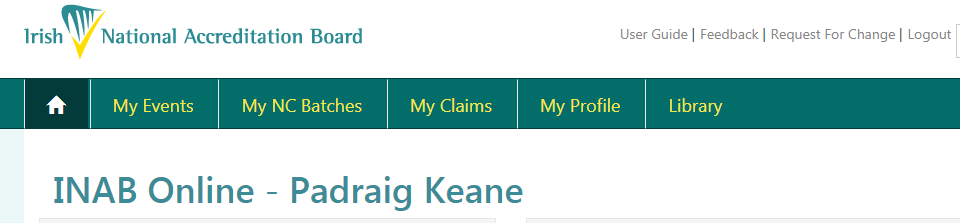 Irish National Accreditation Board
User Guide | Feedback | Request For Change | Logout
My Events My NC Batches My Claims My Profile Library
INAB Online - Padraig Keane